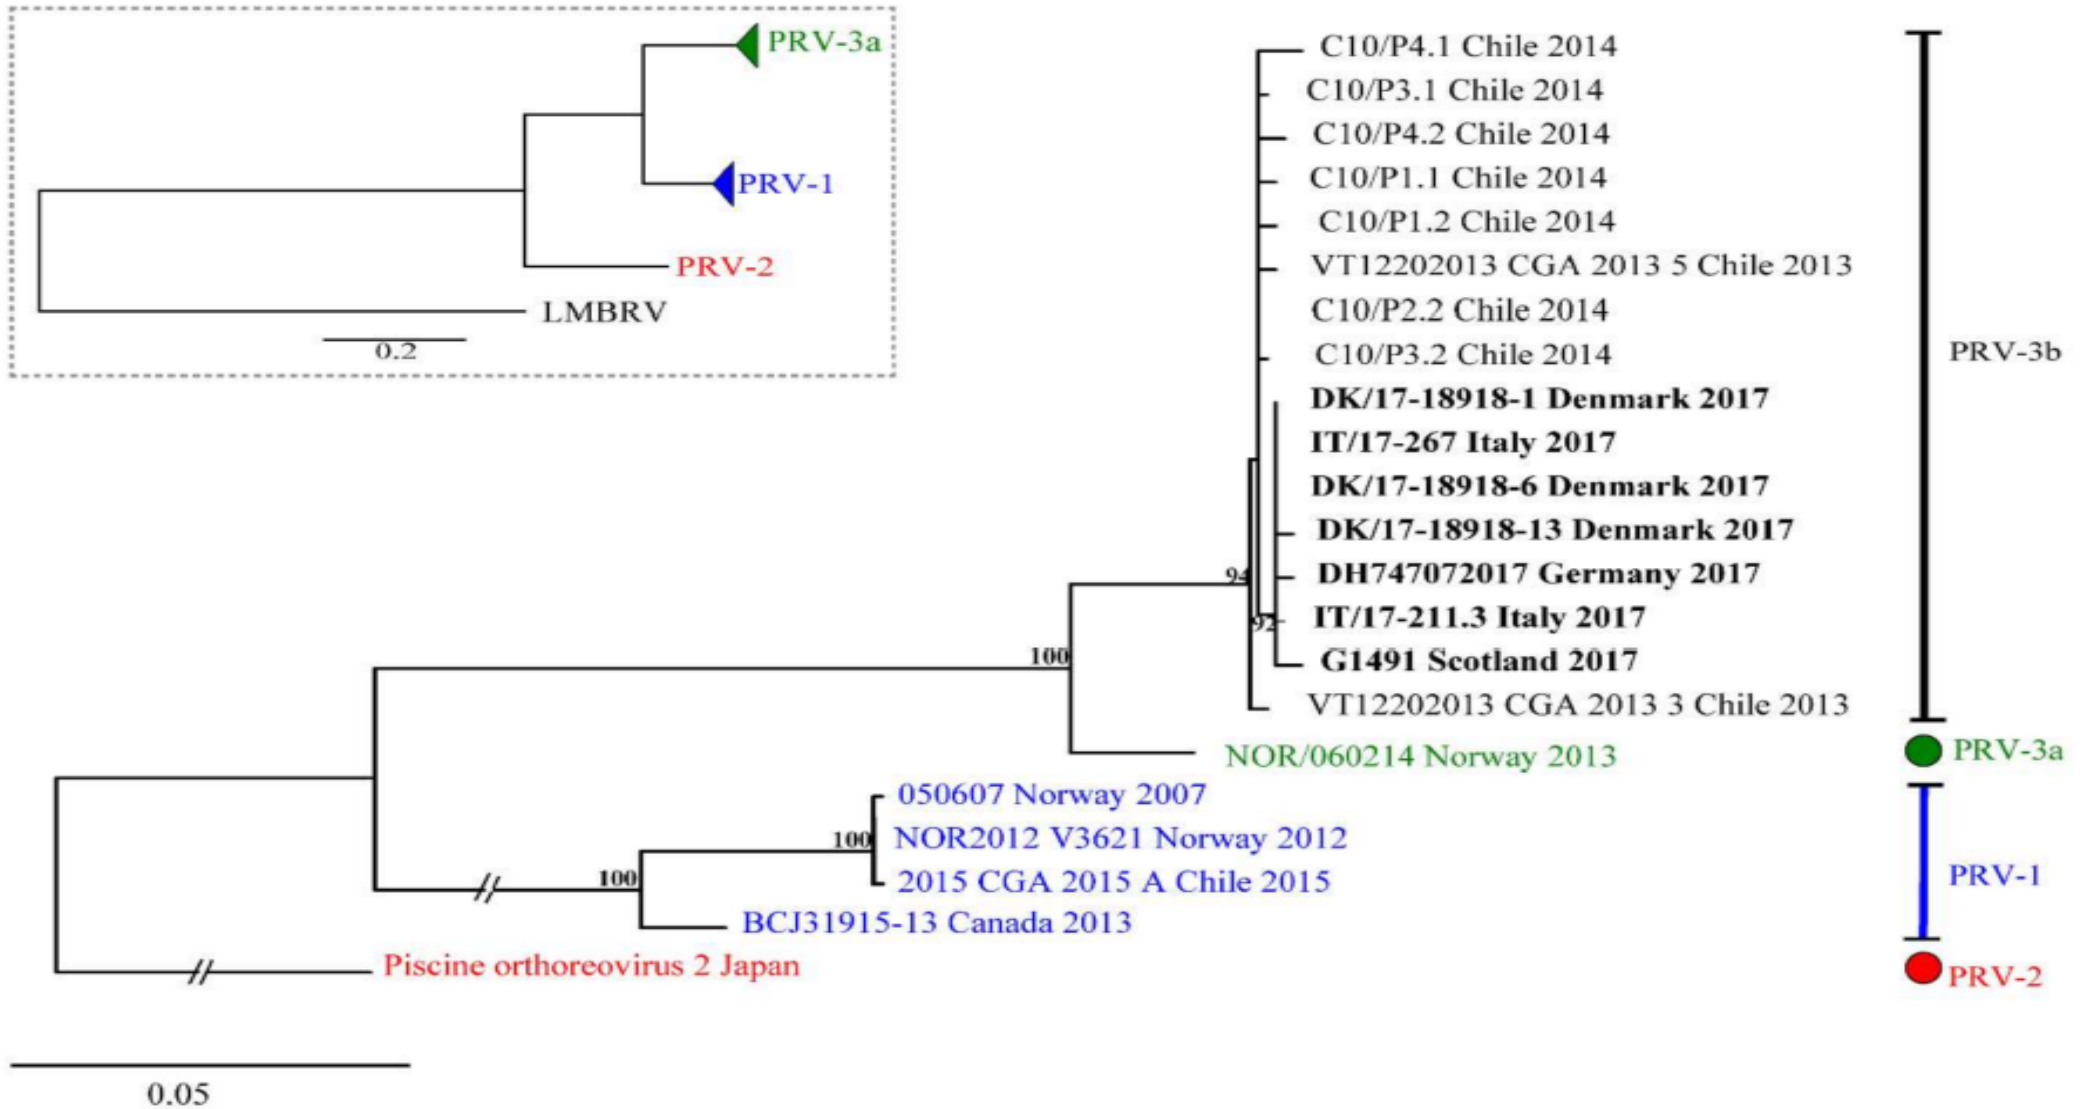 PRV-3a
PRV-1
PRV-2
LMBRV
0.2
C10/P4.1 Chile 2014
C10/P3.1 Chile 2014
C10/P4.2 Chile 2014
C10/P1.1 Chile 2014
C10/P1.2 Chile 2014
VT12202013 CGA 2013 5 Chile 2013
C10/P2.2 Chile 2014
C10/P3.2 Chile 2014
DK/17-18918-1 Denmark 2017
IT/17-267 Italy 2017
DK/17-18918-6 Denmark 2017
DK/17-18918-13 Denmark 2017
DH747072017 Germany 2017
IT/17-211.3 Italy 2017
G1491 Scotland 2017
VT12202013 CGA 2013 3 Chile 2013
NOR/060214 Norway 2013
050607 Norway 2007
NOR2012 V3621 Norway 2012
2015 CGA 2015 A Chile 2015
BCJ31915-13 Canada 2013
Piscine orthoreovirus 2 Japan
94
92
100
100
100
PRV-3b
PRV-3a
PRV-1
PRV-2
0.05